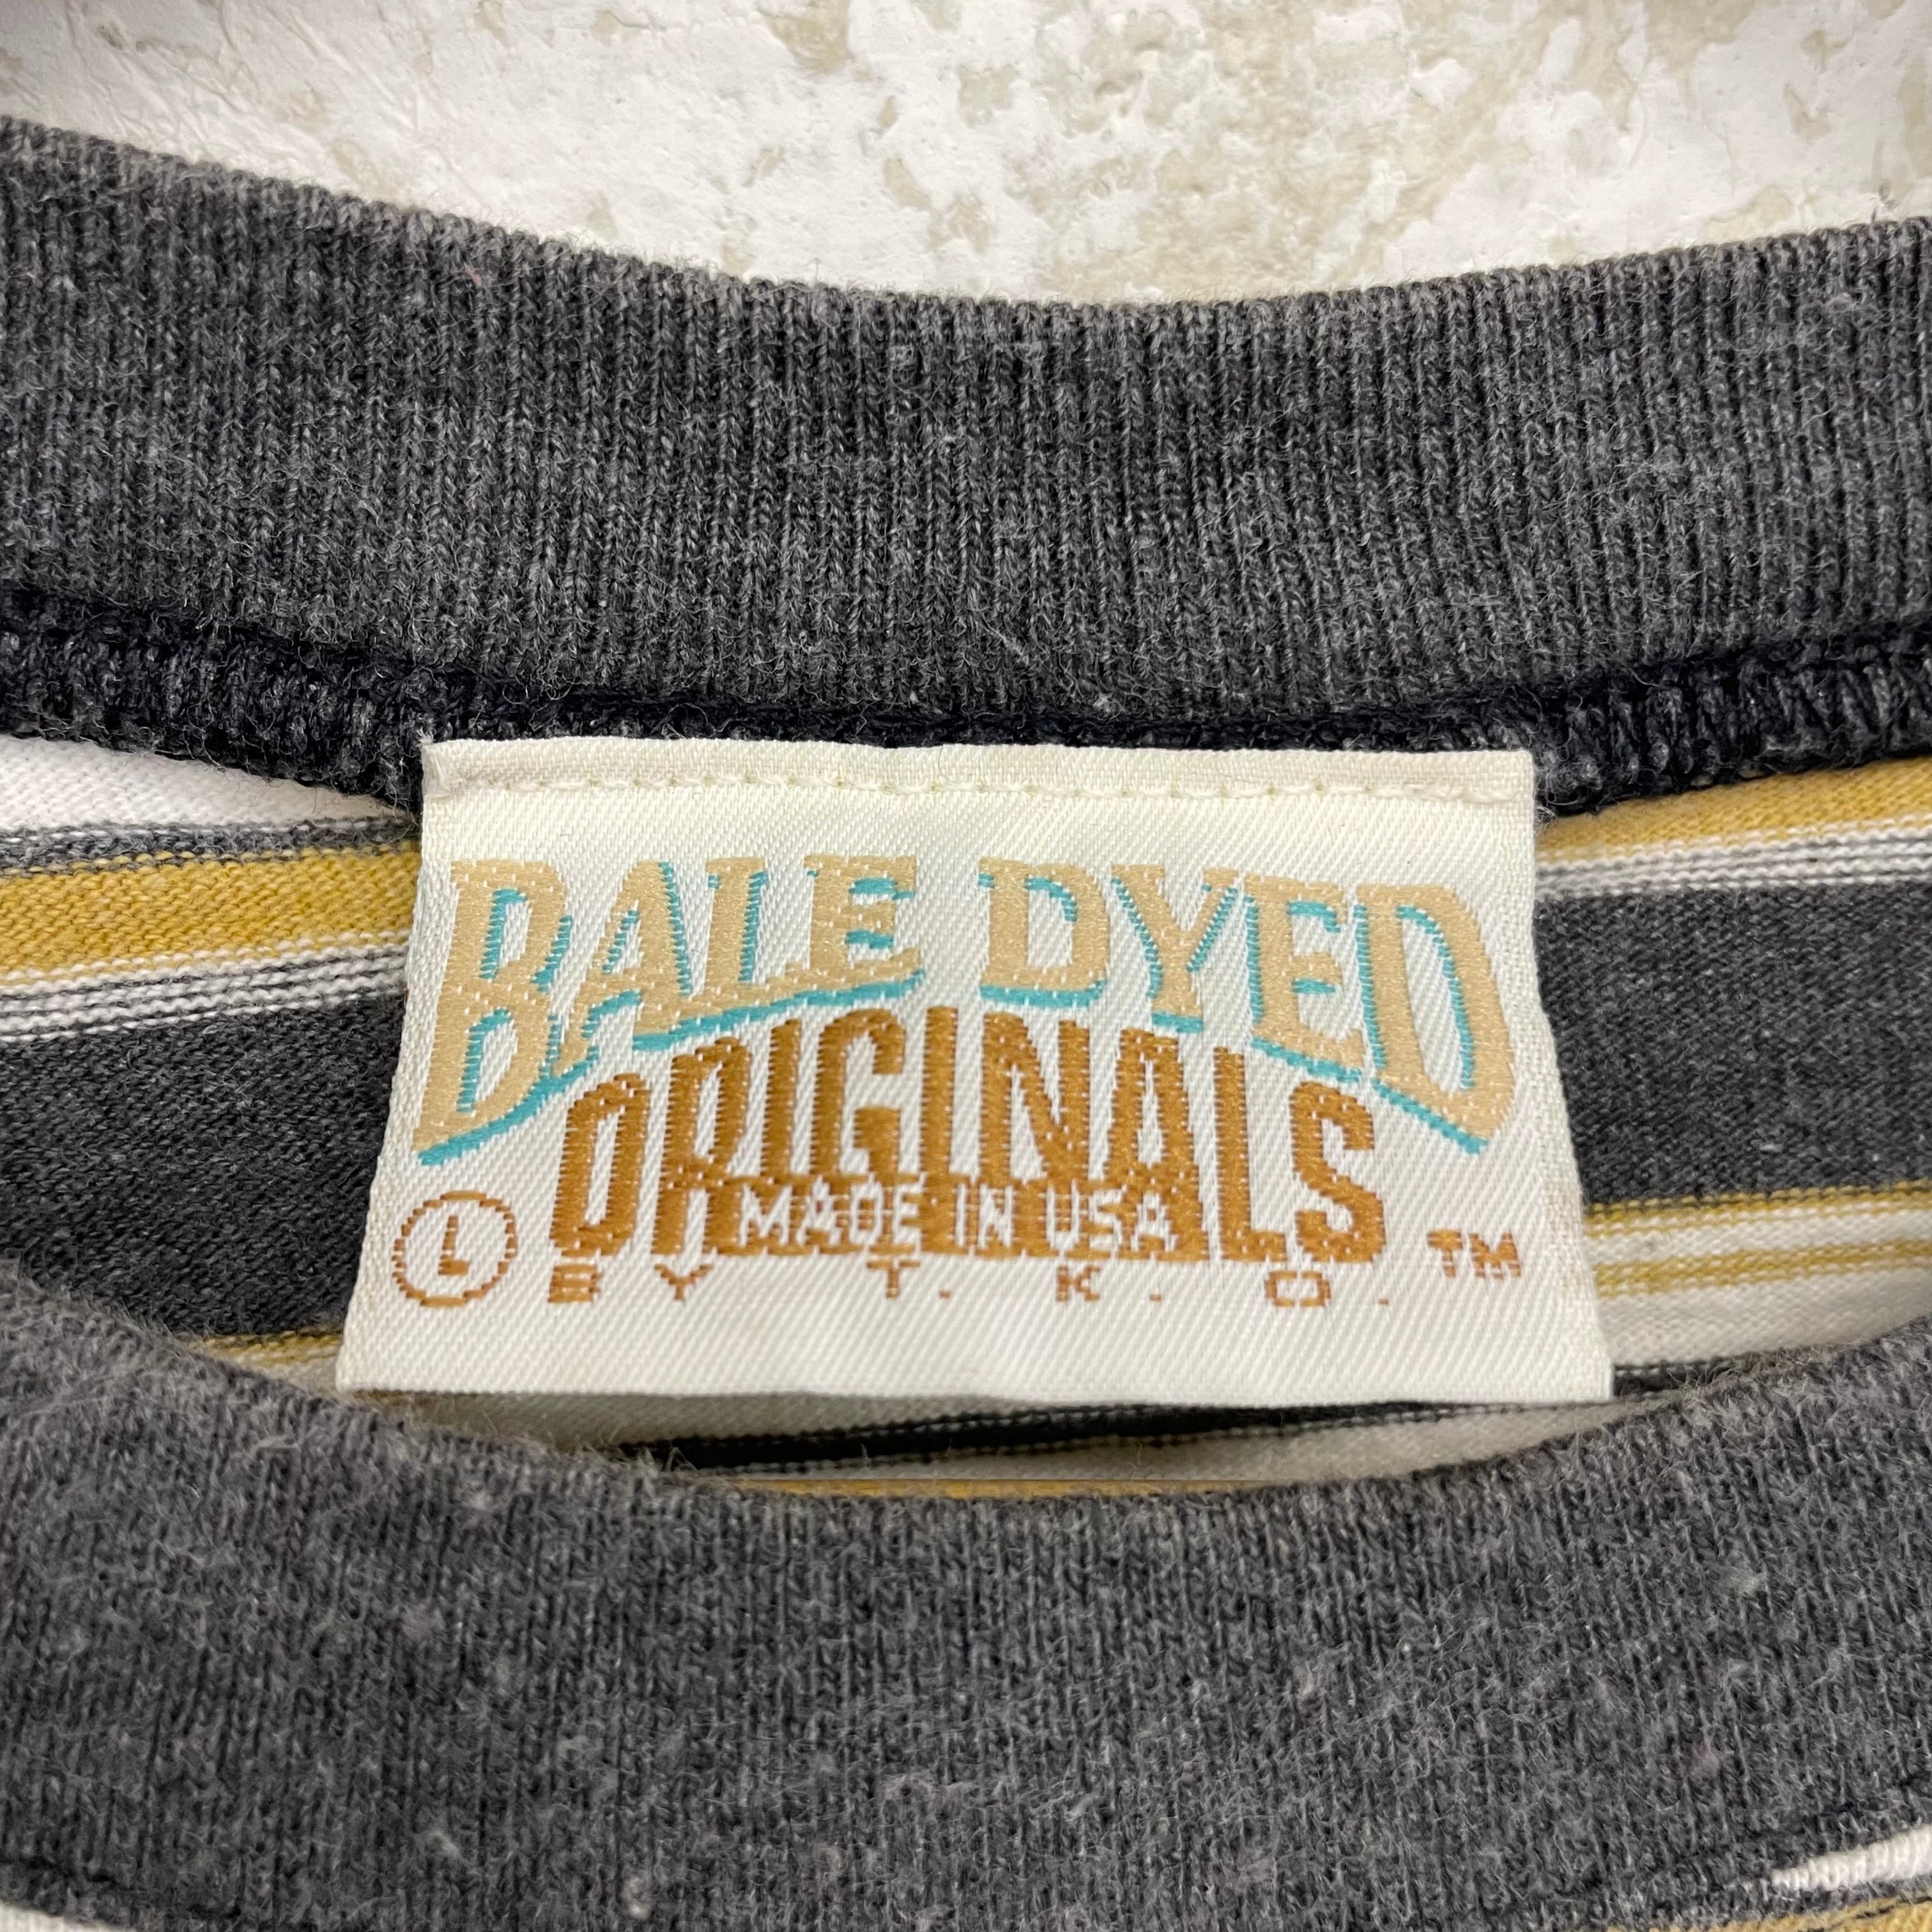 BALE DYED
ORIGINALS
MADE IN USA
L
BY T. K. O. TM